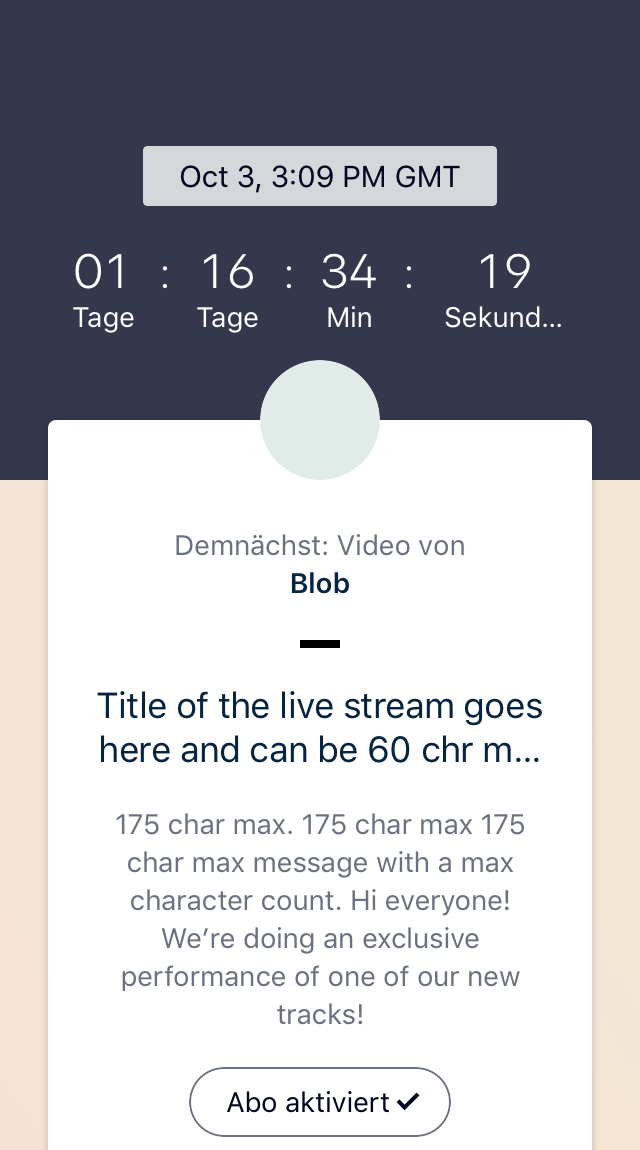 Oct 3, 3:09 PM GMT
01 : 16 : 34 : 19
Tage Tage Min Sekund...
Demnächst: Video von
Blob
Title of the live stream goes
here and can be 60 chr m...
175 char max. 175 char max 175
char max message with a max
character count. Hi everyone!
We’re doing an exclusive
performance of one of our new
tracks!
Abo aktiviert ✓